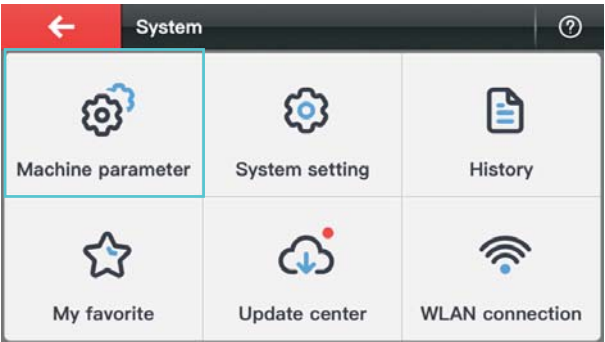 System
Machine parameter
System setting
History
My favorite
Update center
WLAN connection